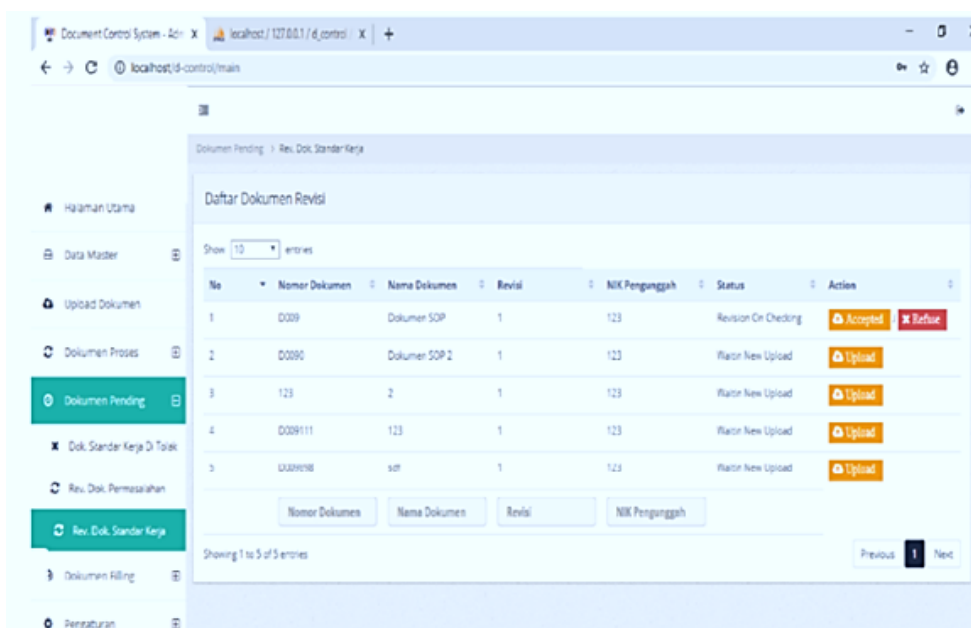 Document Control System - Adm X localhost / 127.0.0.1 / d_control X +
localhost/d-control/main
Dokumen Pending > Rev. Dok. Standar Kerja
Daftar Dokumen Revisi
Halaman Utama
Data Master
Upload Dokumen
Dokumen Proses
Dokumen Pending
Dok. Standar Kerja Di Tolak
Rev. Dok. Permasalahan
Rev. Dok. Standar Kerja
Dokumen Filling
Pengaturan
Show 10 entries
No Nomor Dokumen Nama Dokumen Revisi NIK Pengunggah Status Action
1 D009 Dokumen SOP 1 123 Revision On Checking Accepted / Refuse
2 D0090 Dokumen SOP 2 1 123 Waitin New Upload Upload
3 123 2 1 123 Waitin New Upload Upload
4 D009111 123 1 123 Waitin New Upload Upload
5 sdf 1 123 Waitin New Upload Upload
Nomor Dokumen Nama Dokumen Revisi NIK Pengunggah
Showing 1 to 5 of 5 entries
Previous 1 Next